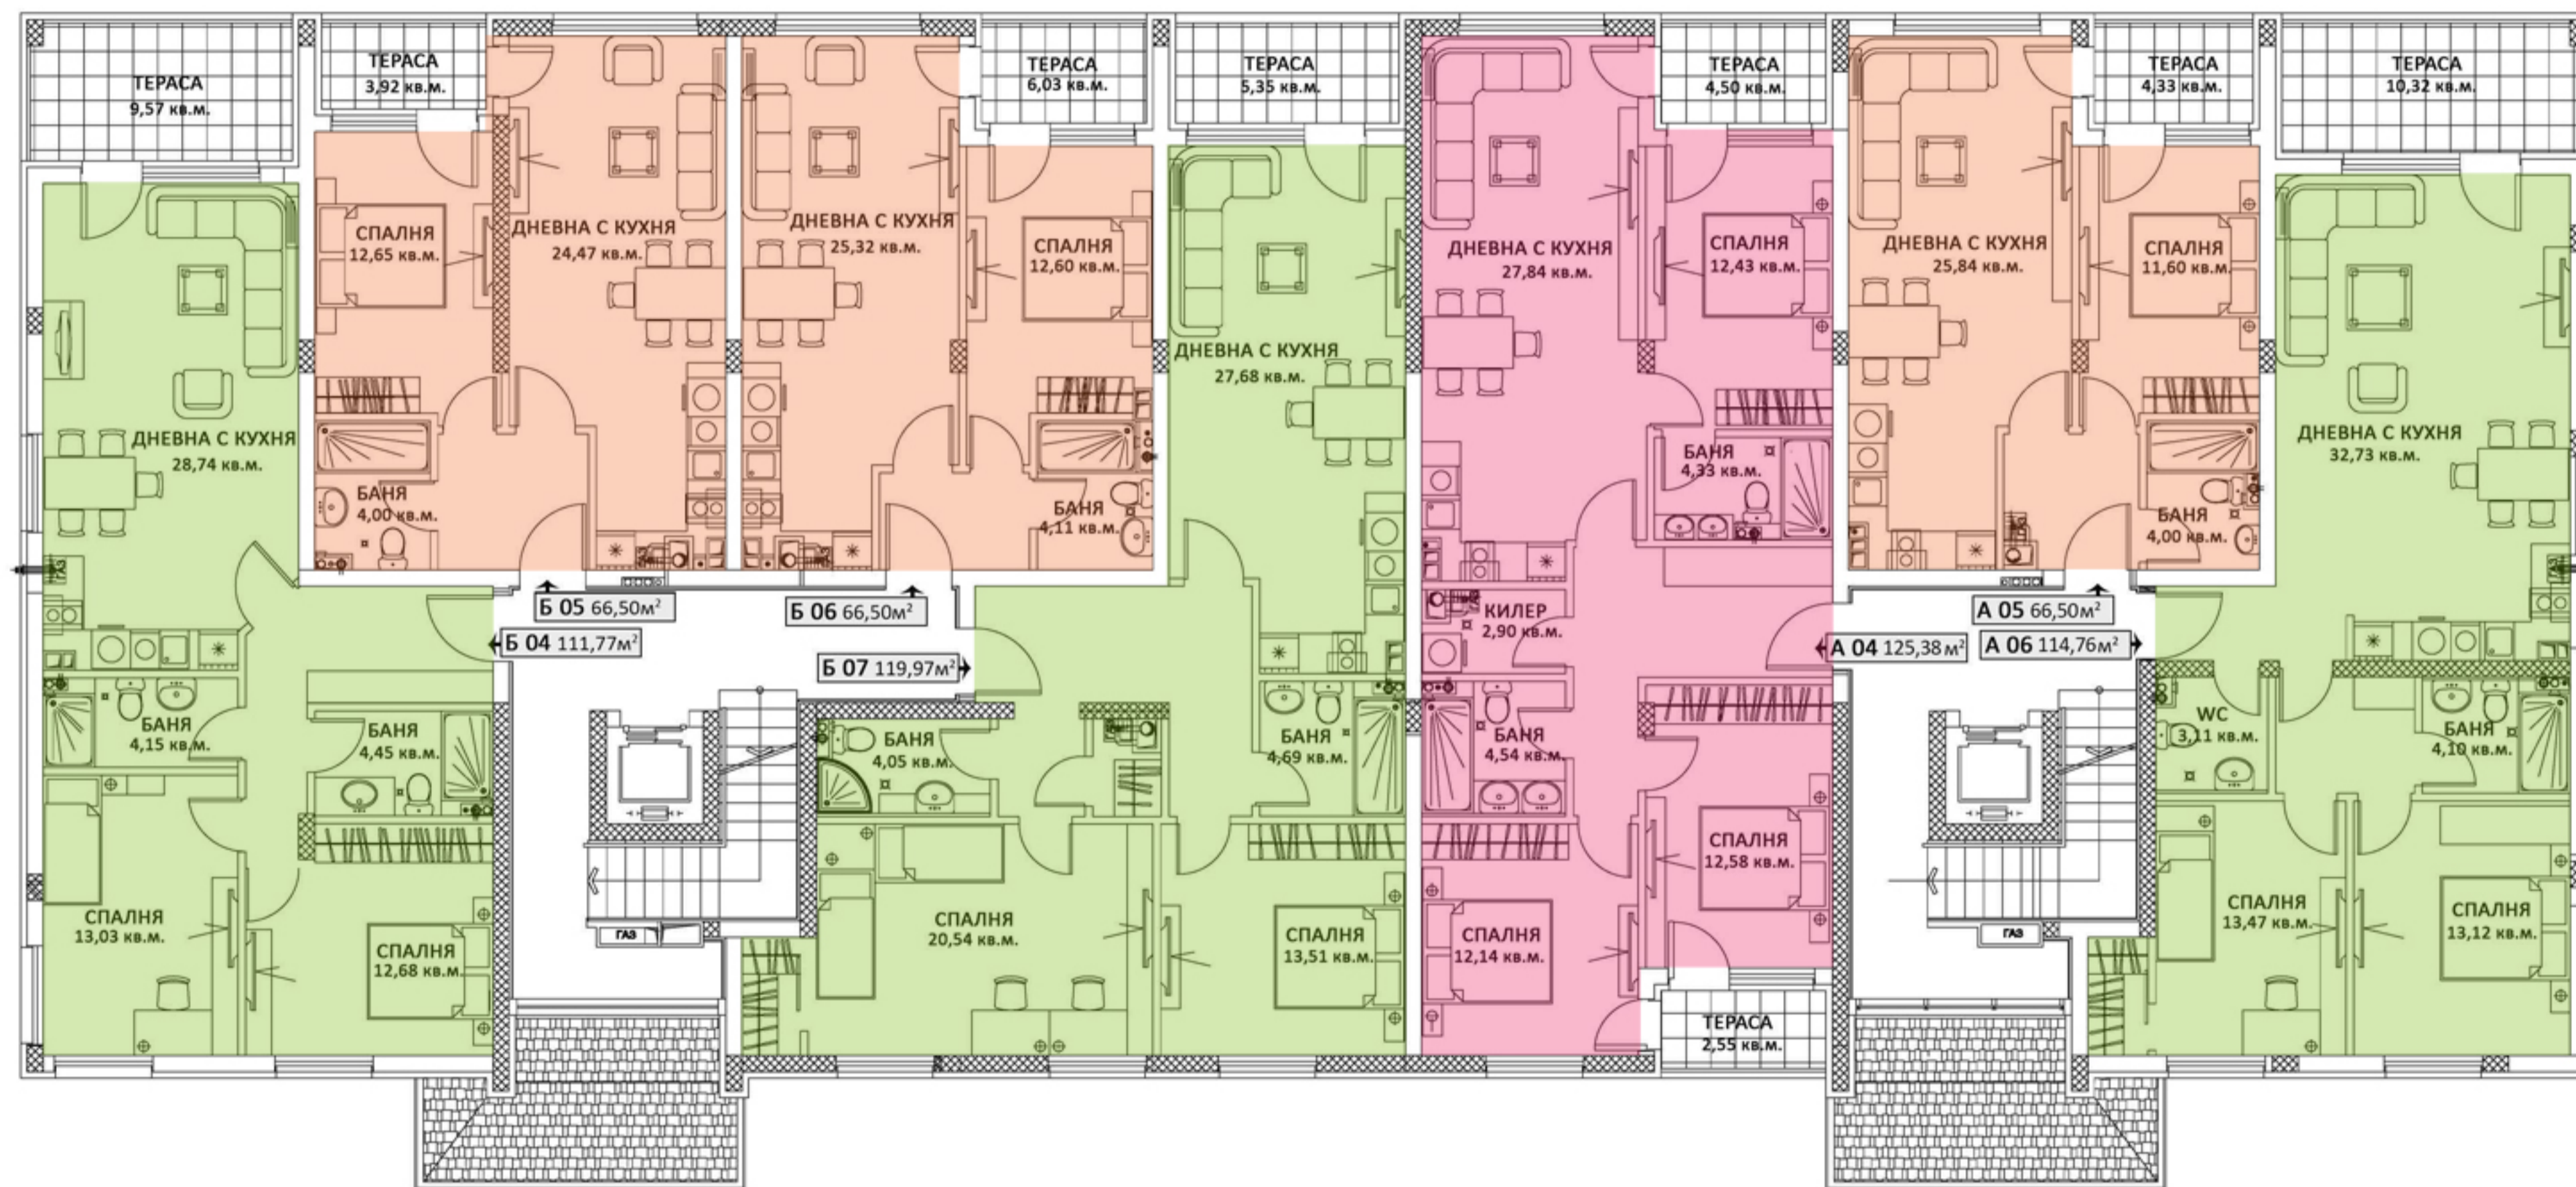 ТЕРАСА
9,57 кв.м.
ТЕРАСА
3,92 кв.м.
ТЕРАСА
6,03 кв.м.
ТЕРАСА
5,35 кв.м.
ТЕРАСА
4,50 кв.м.
ТЕРАСА
4,33 кв.м.
ТЕРАСА
10,32 кв.м.
СПАЛНЯ
12,65 кв.м.
ДНЕВНА С КУХНЯ
24,47 кв.м.
ДНЕВНА С КУХНЯ
25,32 кв.м.
СПАЛНЯ
12,60 кв.м.
ДНЕВНА С КУХНЯ
27,84 кв.м.
СПАЛНЯ
12,43 кв.м.
ДНЕВНА С КУХНЯ
25,84 кв.м.
СПАЛНЯ
11,60 кв.м.
ДНЕВНА С КУХНЯ
27,68 кв.м.
ДНЕВНА С КУХНЯ
28,74 кв.м.
ДНЕВНА С КУХНЯ
32,73 кв.м.
БАНЯ
4,00 кв.м.
БАНЯ
4,11 кв.м.
БАНЯ
4,33 кв.м.
БАНЯ
4,00 кв.м.
ГАЗ
ГАЗ
ГАЗ
Б 05 66,50м²
Б 06 66,50м²
Б 04 111,77м²
Б 07 119,97м²
КИЛЕР
2,90 кв.м.
А 05 66,50м²
А 04 125,38м²
А 06 114,76м²
БАНЯ
4,15 кв.м.
БАНЯ
4,45 кв.м.
БАНЯ
4,05 кв.м.
БАНЯ
4,69 кв.м.
БАНЯ
4,54 кв.м.
WC
3,11 кв.м.
БАНЯ
4,10 кв.м.
СПАЛНЯ
13,03 кв.м.
СПАЛНЯ
12,68 кв.м.
ГАЗ
СПАЛНЯ
20,54 кв.м.
СПАЛНЯ
13,51 кв.м.
СПАЛНЯ
12,14 кв.м.
СПАЛНЯ
12,58 кв.м.
ГАЗ
СПАЛНЯ
13,47 кв.м.
СПАЛНЯ
13,12 кв.м.
ТЕРАСА
2,55 кв.м.